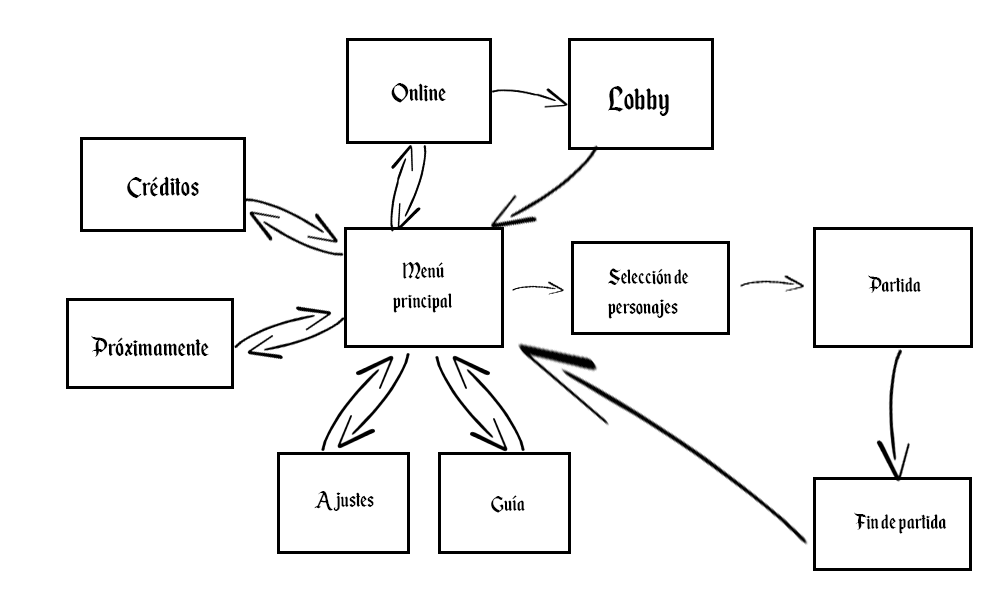 Online
Lobby
Créditos
Menú
principal
Selección de
personajes
Partida
Próximamente
Ajustes
Guía
Fin de partida